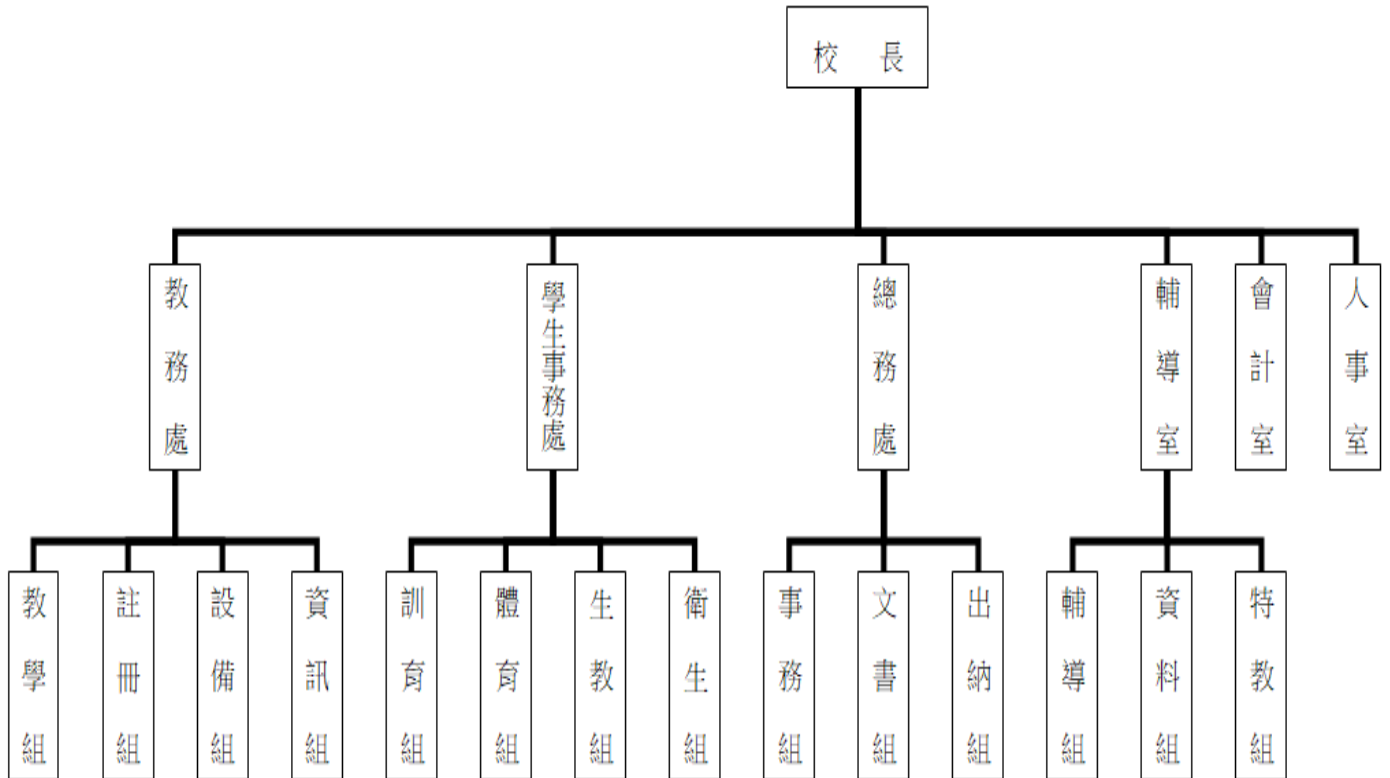 校長
教務處
學生事務處
總務處
輔導室
會計室
人事室
教學組
註冊組
設備組
資訊組
訓育組
體育組
生教組
衛生組
事務組
文書組
出納組
輔導組
資料組
特教組